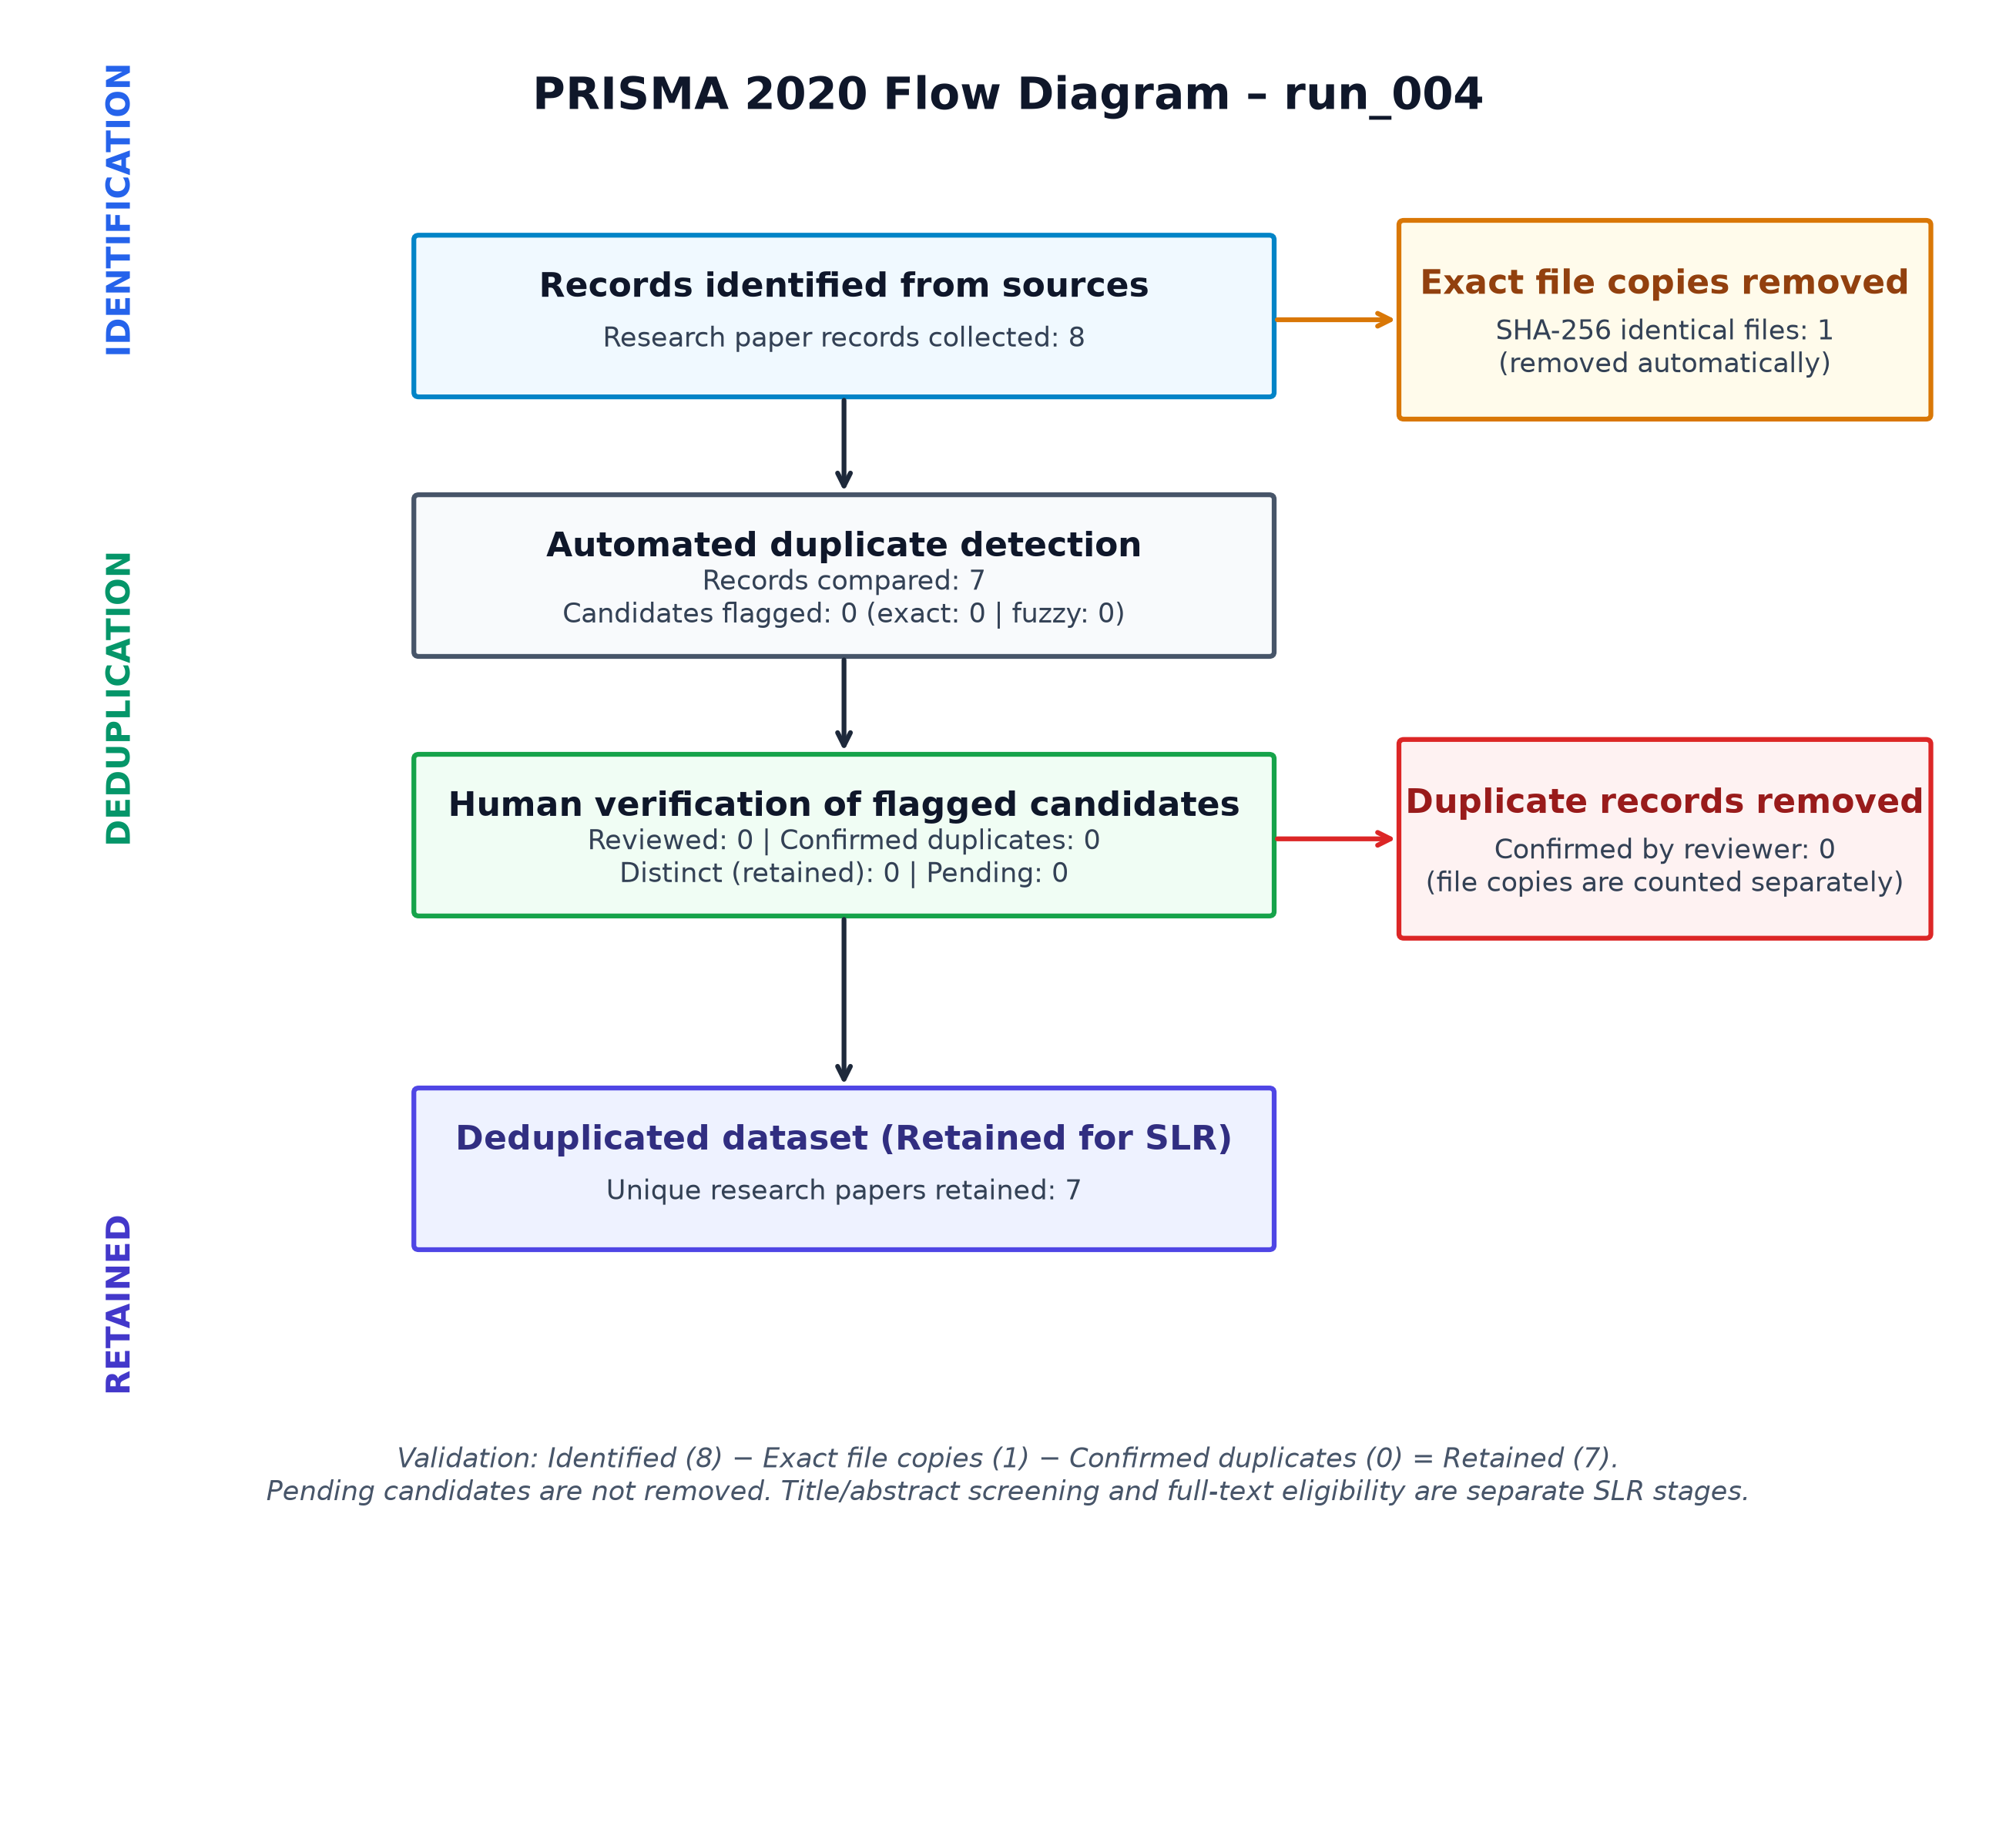 PRISMA 2020 Flow Diagram – run_004
IDENTIFICATION
Records identified from sources
Research paper records collected: 8
Exact file copies removed
SHA-256 identical files: 1
(removed automatically)
DEDUPLICATION
Automated duplicate detection
Records compared: 7
Candidates flagged: 0 (exact: 0 | fuzzy: 0)
Human verification of flagged candidates
Reviewed: 0 | Confirmed duplicates: 0
Distinct (retained): 0 | Pending: 0
Duplicate records removed
Confirmed by reviewer: 0
(file copies are counted separately)
RETAINED
Deduplicated dataset (Retained for SLR)
Unique research papers retained: 7
Validation: Identified (8) − Exact file copies (1) − Confirmed duplicates (0) = Retained (7).
Pending candidates are not removed. Title/abstract screening and full-text eligibility are separate SLR stages.